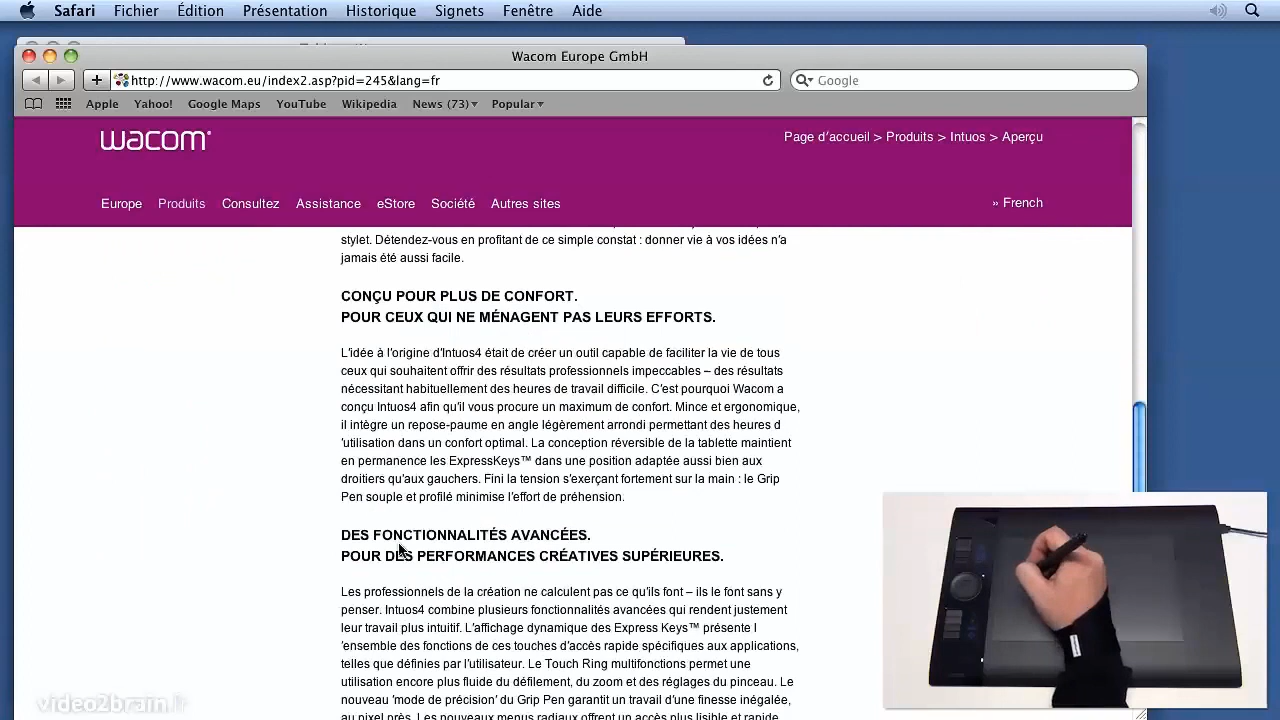 Safari Fichier Édition Présentation Historique Signets Fenêtre Aide
Wacom Europe GmbH
http://www.wacom.eu/index2.asp?pid=245&lang=fr
Google
Apple Yahoo! Google Maps YouTube Wikipedia News (73) Popular
wacom
Page d'accueil > Produits > Intuos > Aperçu
Europe Produits Consultez Assistance eStore Société Autres sites
» French
stylet. Détendez-vous en profitant de ce simple constat : donner vie à vos idées n'a
jamais été aussi facile.
CONÇU POUR PLUS DE CONFORT.
POUR CEUX QUI NE MÉNAGENT PAS LEURS EFFORTS.
L'idée à l'origine d'Intuos4 était de créer un outil capable de faciliter la vie de tous
ceux qui souhaitent offrir des résultats professionnels impeccables – des résultats
nécessitant habituellement des heures de travail difficile. C'est pourquoi Wacom a
conçu Intuos4 afin qu'il vous procure un maximum de confort. Mince et ergonomique,
il intègre un repose-paume en angle légèrement arrondi permettant des heures d
'utilisation dans un confort optimal. La conception réversible de la tablette maintient
en permanence les ExpressKeys™ dans une position adaptée aussi bien aux
droitiers qu'aux gauchers. Fini la tension s'exerçant fortement sur la main : le Grip
Pen souple et profilé minimise l'effort de préhension.
DES FONCTIONNALITÉS AVANCÉES.
POUR DES PERFORMANCES CRÉATIVES SUPÉRIEURES.
Les professionnels de la création ne calculent pas ce qu'ils font – ils le font sans y
penser. Intuos4 combine plusieurs fonctionnalités avancées qui rendent justement
leur travail plus intuitif. L'affichage dynamique des Express Keys™ présente l
'ensemble des fonctions de ces touches d'accès rapide spécifiques aux applications,
telles que définies par l'utilisateur. Le Touch Ring multifonctions permet une
utilisation encore plus fluide du défilement, du zoom et des réglages du pinceau. Le
nouveau 'mode de précision' du Grip Pen garantit un travail d'une finesse inégalée,
au pixel près. Les nouveaux menus radiaux offrent un accès plus lisible et rapide
video2brain.fr